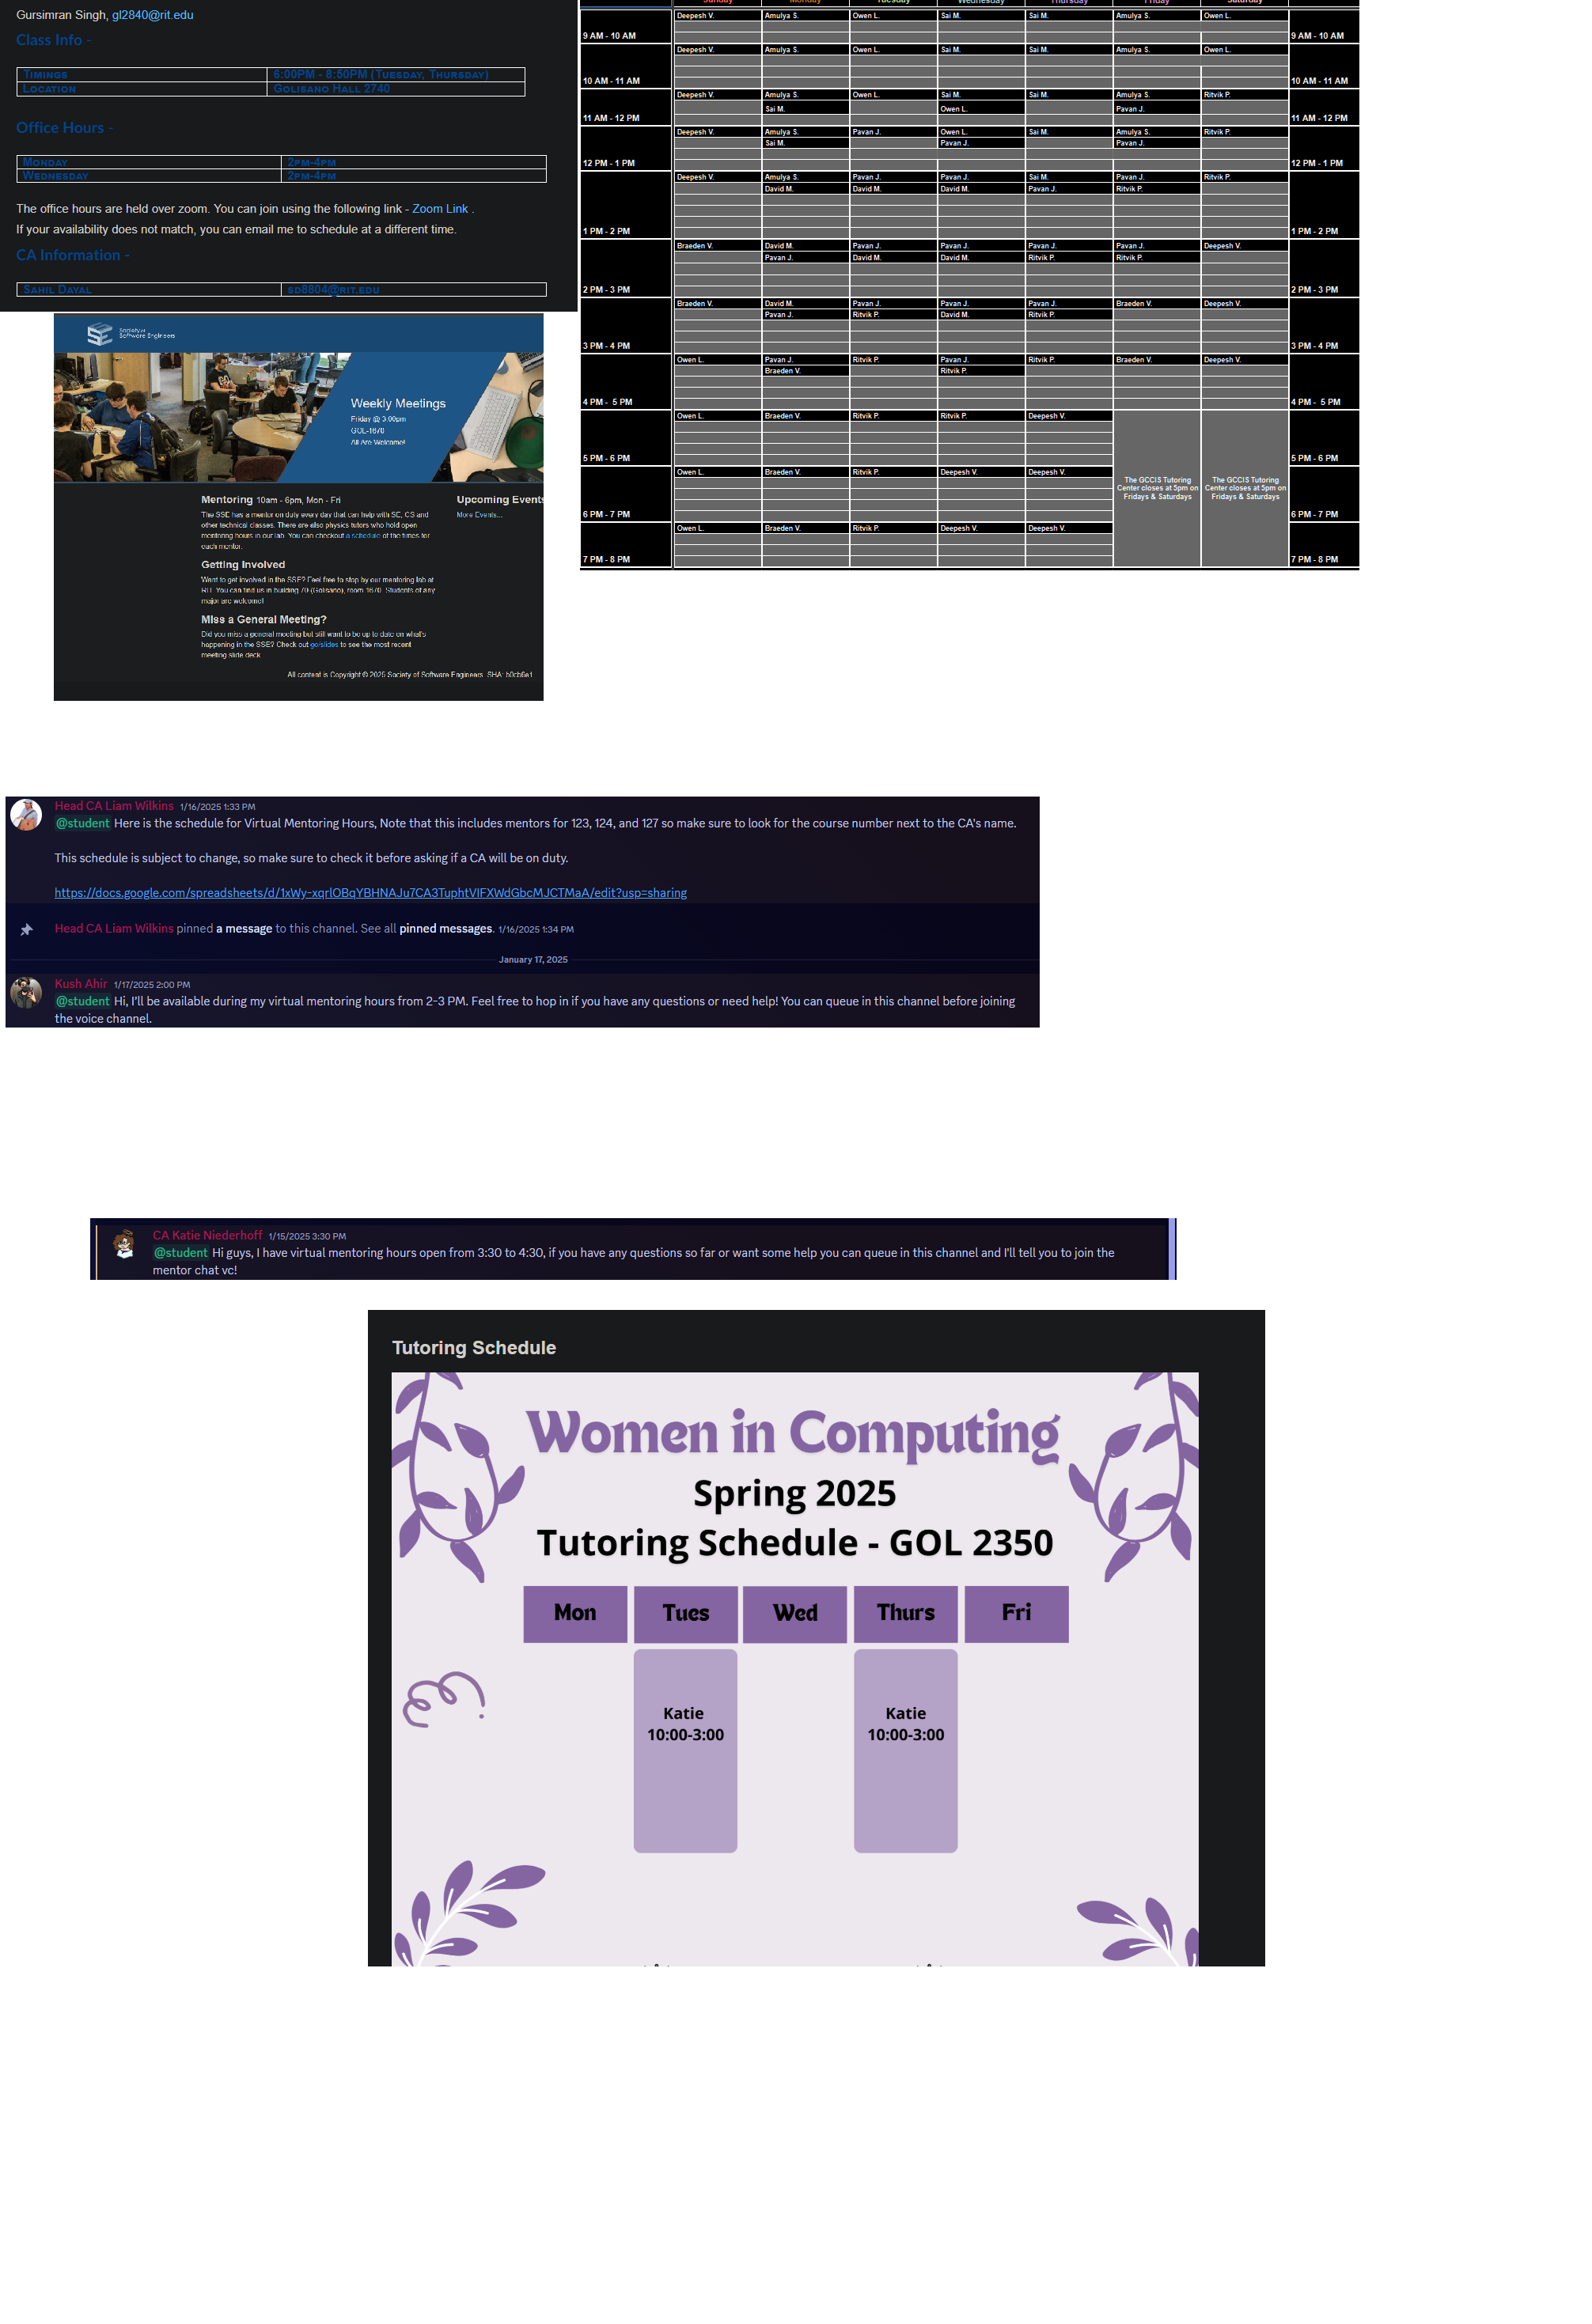 Gursimran Singh, gl2840@rit.edu
Class Info -
Timings 6:00PM - 8:50PM (Tuesday, Thursday)
Location Golisano Hall 2740
Office Hours -
Monday 2pm-4pm
Wednesday 2pm-4pm
The office hours are held over zoom. You can join using the following link - Zoom Link .
If your availability does not match, you can email me to schedule at a different time.
CA Information -
Sahil Dayal sd8804@rit.edu
Sunday Monday Tuesday Wednesday Thursday Friday Saturday
Deepesh V. Amulya S. Owen L. Sai M. Sai M. Amulya S. Owen L.
9 AM - 10 AM 9 AM - 10 AM
Deepesh V. Amulya S. Owen L. Sai M. Sai M. Amulya S. Owen L.
10 AM - 11 AM 10 AM - 11 AM
Deepesh V. Amulya S. Owen L. Sai M. Sai M. Amulya S. Ritvik P.
Sai M. Owen L. Pavan J.
11 AM - 12 PM 11 AM - 12 PM
Deepesh V. Amulya S. Pavan J. Owen L. Sai M. Amulya S. Ritvik P.
Sai M. Pavan J. Pavan J.
12 PM - 1 PM 12 PM - 1 PM
Deepesh V. Amulya S. Pavan J. Pavan J. Sai M. Pavan J. Ritvik P.
David M. David M. David M. Pavan J. Ritvik P.
1 PM - 2 PM 1 PM - 2 PM
Braeden V. David M. Pavan J. Pavan J. Pavan J. Pavan J. Deepesh V.
Pavan J. David M. David M. Ritvik P. Ritvik P.
2 PM - 3 PM 2 PM - 3 PM
Braeden V. David M. Pavan J. Pavan J. Pavan J. Braeden V. Deepesh V.
Pavan J. Ritvik P. David M. Ritvik P.
3 PM - 4 PM 3 PM - 4 PM
Owen L. Pavan J. Ritvik P. Pavan J. Ritvik P. Braeden V. Deepesh V.
Braeden V. Ritvik P.
4 PM - 5 PM 4 PM - 5 PM
Owen L. Braeden V. Ritvik P. Ritvik P. Deepesh V.
5 PM - 6 PM 5 PM - 6 PM
Owen L. Braeden V. Ritvik P. Deepesh V. Deepesh V.
The GCCIS Tutoring Center closes at 5pm on Fridays & Saturdays
The GCCIS Tutoring Center closes at 5pm on Fridays & Saturdays
6 PM - 7 PM 6 PM - 7 PM
Owen L. Braeden V. Ritvik P. Deepesh V. Deepesh V.
7 PM - 8 PM 7 PM - 8 PM
Society of
Software Engineers
Weekly Meetings
Friday @ 3:00pm
GOL-1670
All Are Welcome!
Mentoring 10am - 6pm, Mon - Fri
The SSE has a mentor on duty every day that can help with SE, CS and
other technical classes. There are also physics tutors who hold open
mentoring hours in our lab. You can checkout a schedule of the times for
each mentor.
Upcoming Events
More Events...
Getting Involved
Want to get involved in the SSE? Feel free to stop by our mentoring lab at
RIT. You can find us in building 70 (Golisano), room 1670. Students of any
major are welcome!
Miss a General Meeting?
Did you miss a general meeting but still want to be up to date on what's
happening in the SSE? Check out go/slides to see the most recent
meeting slide deck.
All content is Copyright © 2025 Society of Software Engineers. SHA:
Head CA Liam Wilkins 1/16/2025 1:33 PM
@student Here is the schedule for Virtual Mentoring Hours, Note that this includes mentors for 123, 124, and 127 so make sure to look for the course number next to the CA's name.
This schedule is subject to change, so make sure to check it before asking if a CA will be on duty.
https://docs.google.com/spreadsheets/d/1xWy-xqrlOBqYBHNAJu7CA3TuphtVIFXWdGbcMJCTMaA/edit?usp=sharing
Head CA Liam Wilkins pinned a message to this channel. See all pinned messages. 1/16/2025 1:34 PM
January 17, 2025
Kush Ahir 1/17/2025 2:00 PM
@student Hi, I'll be available during my virtual mentoring hours from 2-3 PM. Feel free to hop in if you have any questions or need help! You can queue in this channel before joining
the voice channel.
CA Katie Niederhoff 1/15/2025 3:30 PM
@student Hi guys, I have virtual mentoring hours open from 3:30 to 4:30, if you have any questions so far or want some help you can queue in this channel and I'll tell you to join the
mentor chat vc!
Tutoring Schedule
Women in Computing
Spring 2025
Tutoring Schedule - GOL 2350
Mon Tues Wed Thurs Fri
Katie Katie
10:00-3:00 10:00-3:00